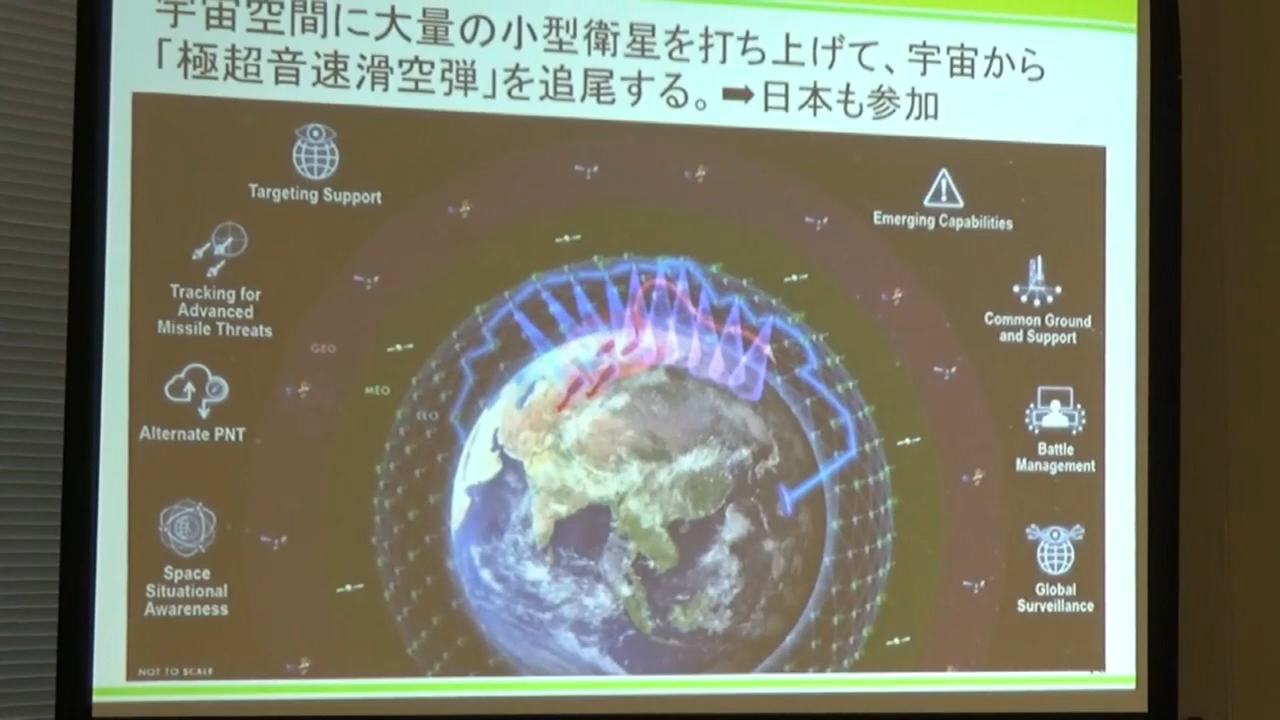 宇宙空間に大量の小型衛星を打ち上げて、宇宙から
「極超音速滑空弾」を追尾する。➡日本も参加
Targeting Support
Emerging Capabilities
Tracking for
Advanced
Missile Threats
Common Ground
and Support
GEO
MEO
LEO
Alternate PNT
Battle
Management
Space
Situational
Awareness
Global
Surveillance
NOT TO SCALE